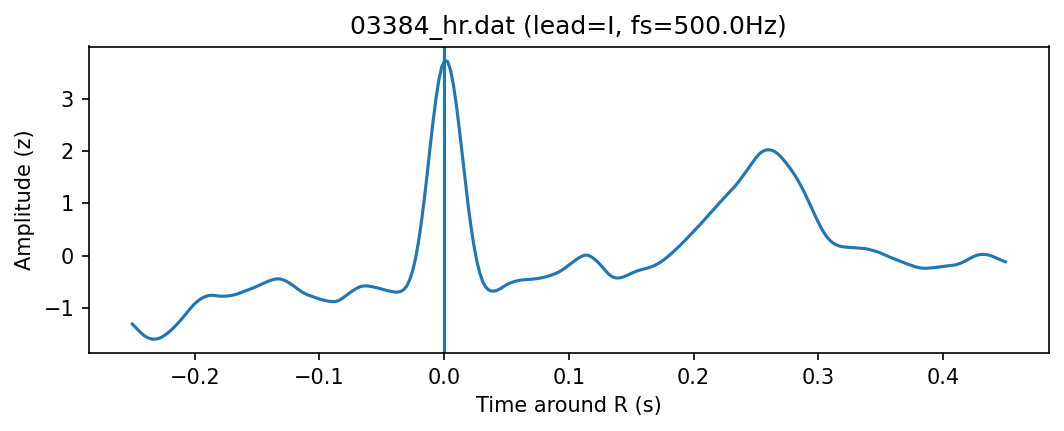 03384_hr.dat (lead=I, fs=500.0Hz)
Amplitude (z)
3
2
1
0
−1
−0.2 −0.1 0.0 0.1 0.2 0.3 0.4
Time around R (s)